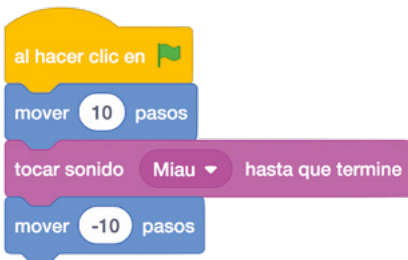 al hacer clic en
mover 10 pasos
tocar sonido Miau hasta que termine
mover -10 pasos